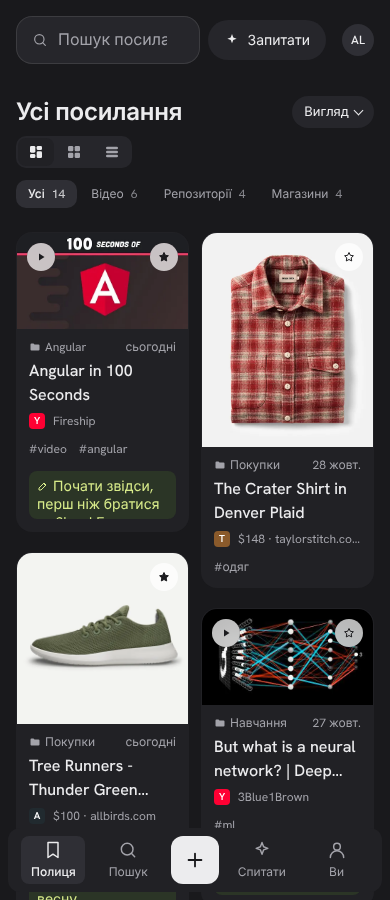 Пошук посила
Запитати
AL
Усі посилання
Вигляд
Усі 14
Відео 6
Репозиторії 4
Магазини 4
100 SECONDS OF
A
Angular
сьогодні
Angular in 100
Seconds
Y Fireship
#video #angular
Почати звідси,
перш ніж братися
Покупки
28 жовт.
The Crater Shirt in
Denver Plaid
T $148 · taylorstitch.co...
#одяг
Покупки
сьогодні
Tree Runners -
Thunder Green...
A $100 · allbirds.com
Навчання
27 жовт.
But what is a neural
network? | Deep...
Y 3Blue1Brown
#ml
весну
Полиця
Пошук
Спитати
Ви